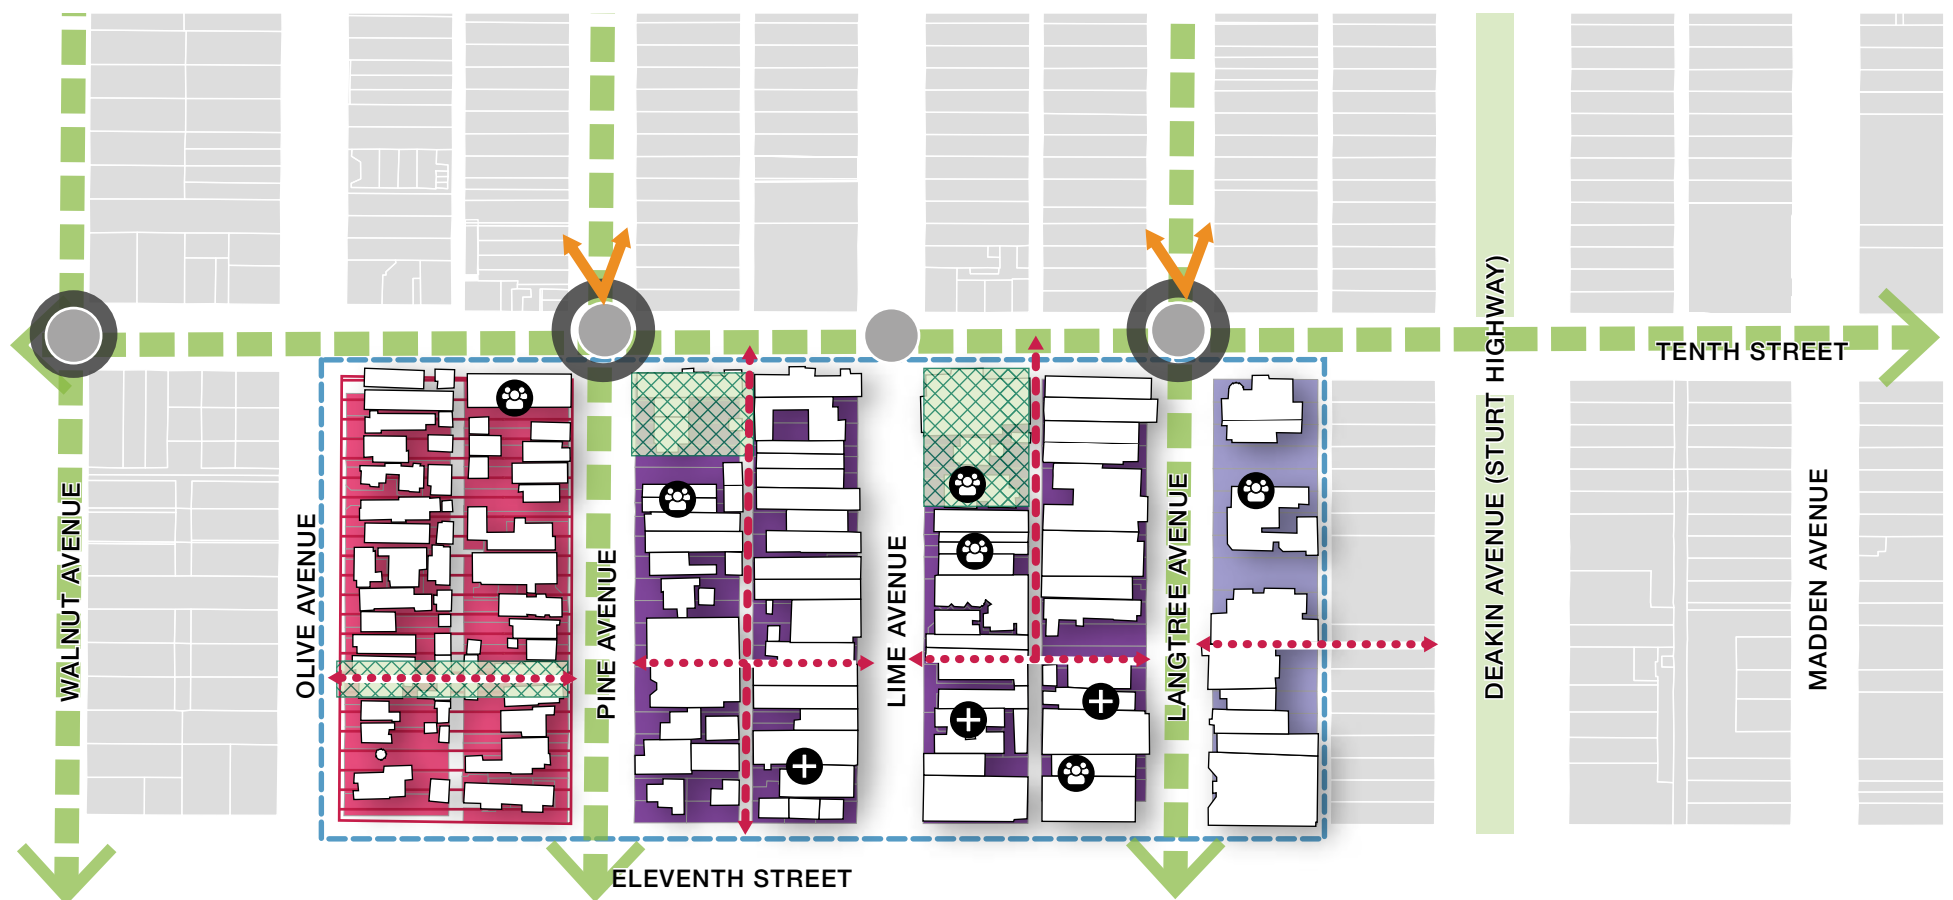 WALNUT AVENUE
OLIVE AVENUE
PINE AVENUE
LIME AVENUE
LANGTREE AVENUE
DEAKIN AVENUE (STURT HIGHWAY)
MADDEN AVENUE
TENTH STREET
ELEVENTH STREET